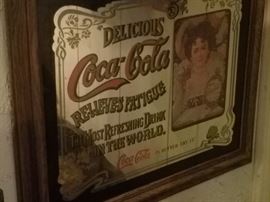 DELICIOUS
Coca-Cola
RELIEVES FATIGUE
THE MOST REFRESHING DRINK
IN THE WORLD.
Coca-Cola